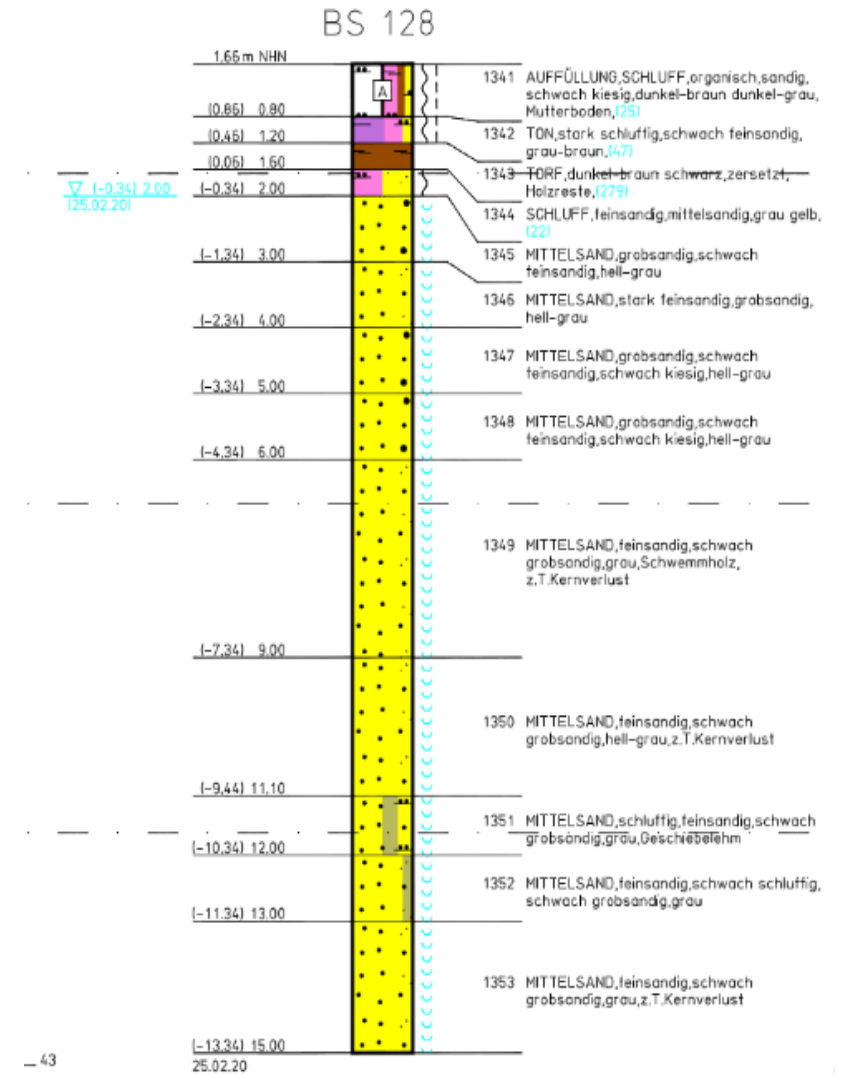 BS 128
1.66 m NHN
1341 AUFFÜLLUNG,SCHLUFF,organisch,sandig,
schwach kiesig,dunkel-braun dunkel-grau,
Mutterboden,(25)
A
(0.86) 0.80
1342 TON,stark schluffig,schwach feinsandig,
grau-braun,(47)
(0.46) 1.20
(0.06) 1.60
1343 TORF,dunkel-braun schwarz,zersetzt,
Holzreste,(279)
(-0.34) 2.00
▽ (-0.34) 2.00
(25.02.20)
1344 SCHLUFF,feinsandig,mittelsandig,grau gelb,
(22)
1345 MITTELSAND,grobsandig,schwach
feinsandig,hell-grau
(-1.34) 3.00
1346 MITTELSAND,stark feinsandig,grobsandig,
hell-grau
(-2.34) 4.00
1347 MITTELSAND,grobsandig,schwach
feinsandig,schwach kiesig,hell-grau
(-3.34) 5.00
1348 MITTELSAND,grobsandig,schwach
feinsandig,schwach kiesig,hell-grau
(-4.34) 6.00
1349 MITTELSAND,feinsandig,schwach
grobsandig,grau,Schwemmholz,
z.T.Kernverlust
(-7.34) 9.00
1350 MITTELSAND,feinsandig,schwach
grobsandig,hell-grau,z.T.Kernverlust
(-9.44) 11.10
1351 MITTELSAND,schluffig,feinsandig,schwach
grobsandig,grau,Geschiebelehm
(-10.34) 12.00
1352 MITTELSAND,feinsandig,schwach schluffig,
schwach grobsandig,grau
(-11.34) 13.00
1353 MITTELSAND,feinsandig,schwach
grobsandig,grau,z.T.Kernverlust
(-13.34) 15.00
25.02.20
43